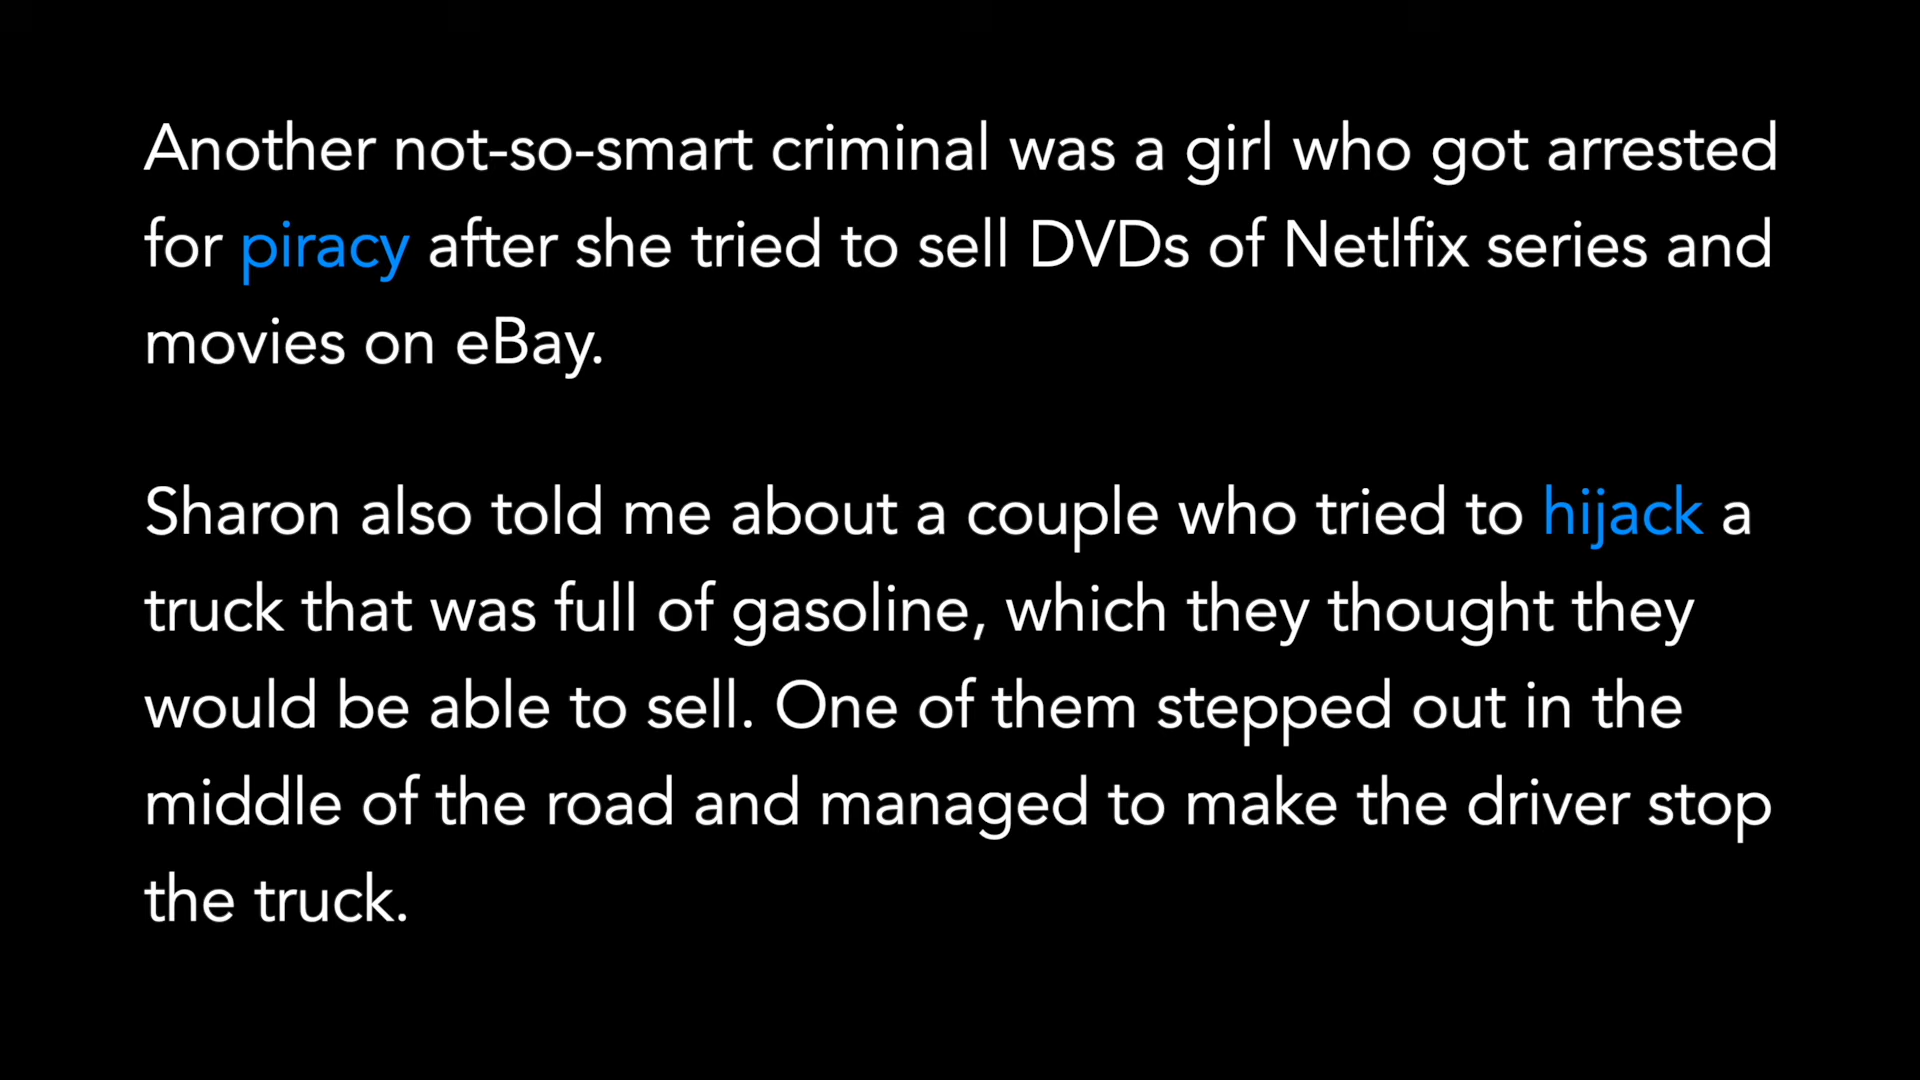 Another not-so-smart criminal was a girl who got arrested
for piracy after she tried to sell DVDs of Netlfix series and
movies on eBay.
Sharon also told me about a couple who tried to hijack a
truck that was full of gasoline, which they thought they
would be able to sell. One of them stepped out in the
middle of the road and managed to make the driver stop
the truck.